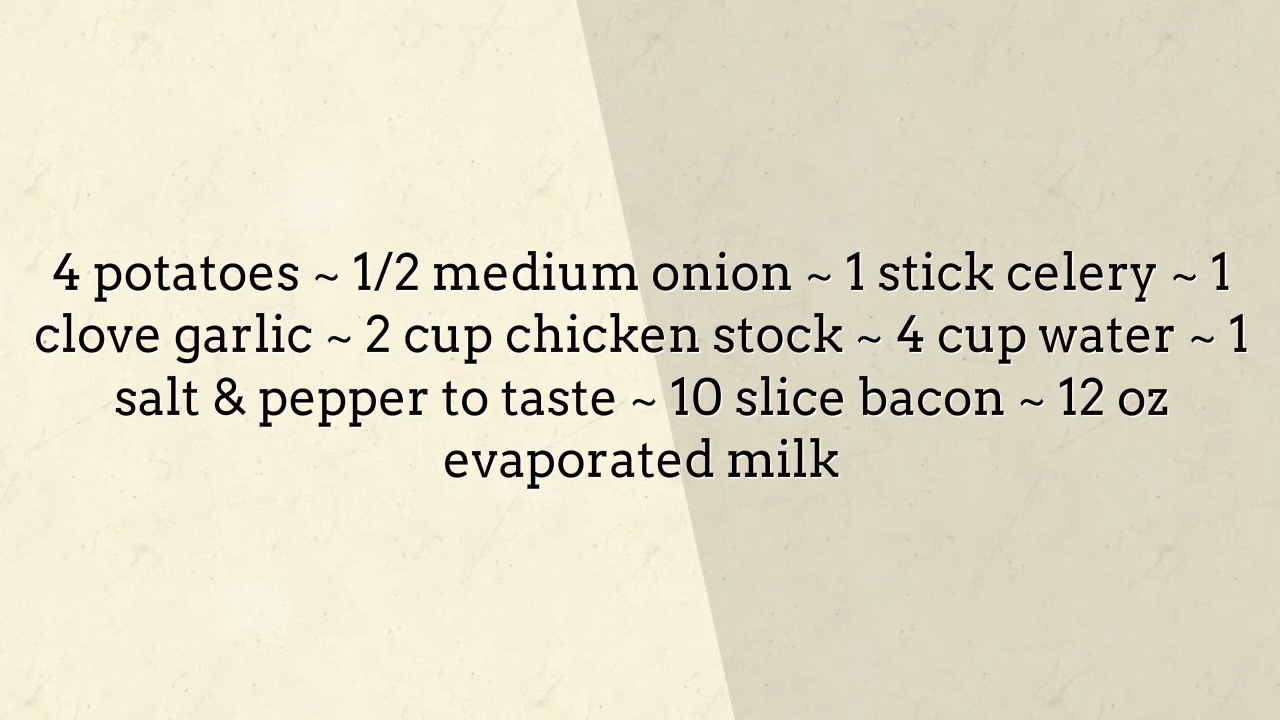 4 potatoes ~ 1/2 medium onion ~ 1 stick celery ~ 1
clove garlic ~ 2 cup chicken stock ~ 4 cup water ~ 1
salt & pepper to taste ~ 10 slice bacon ~ 12 oz
evaporated milk